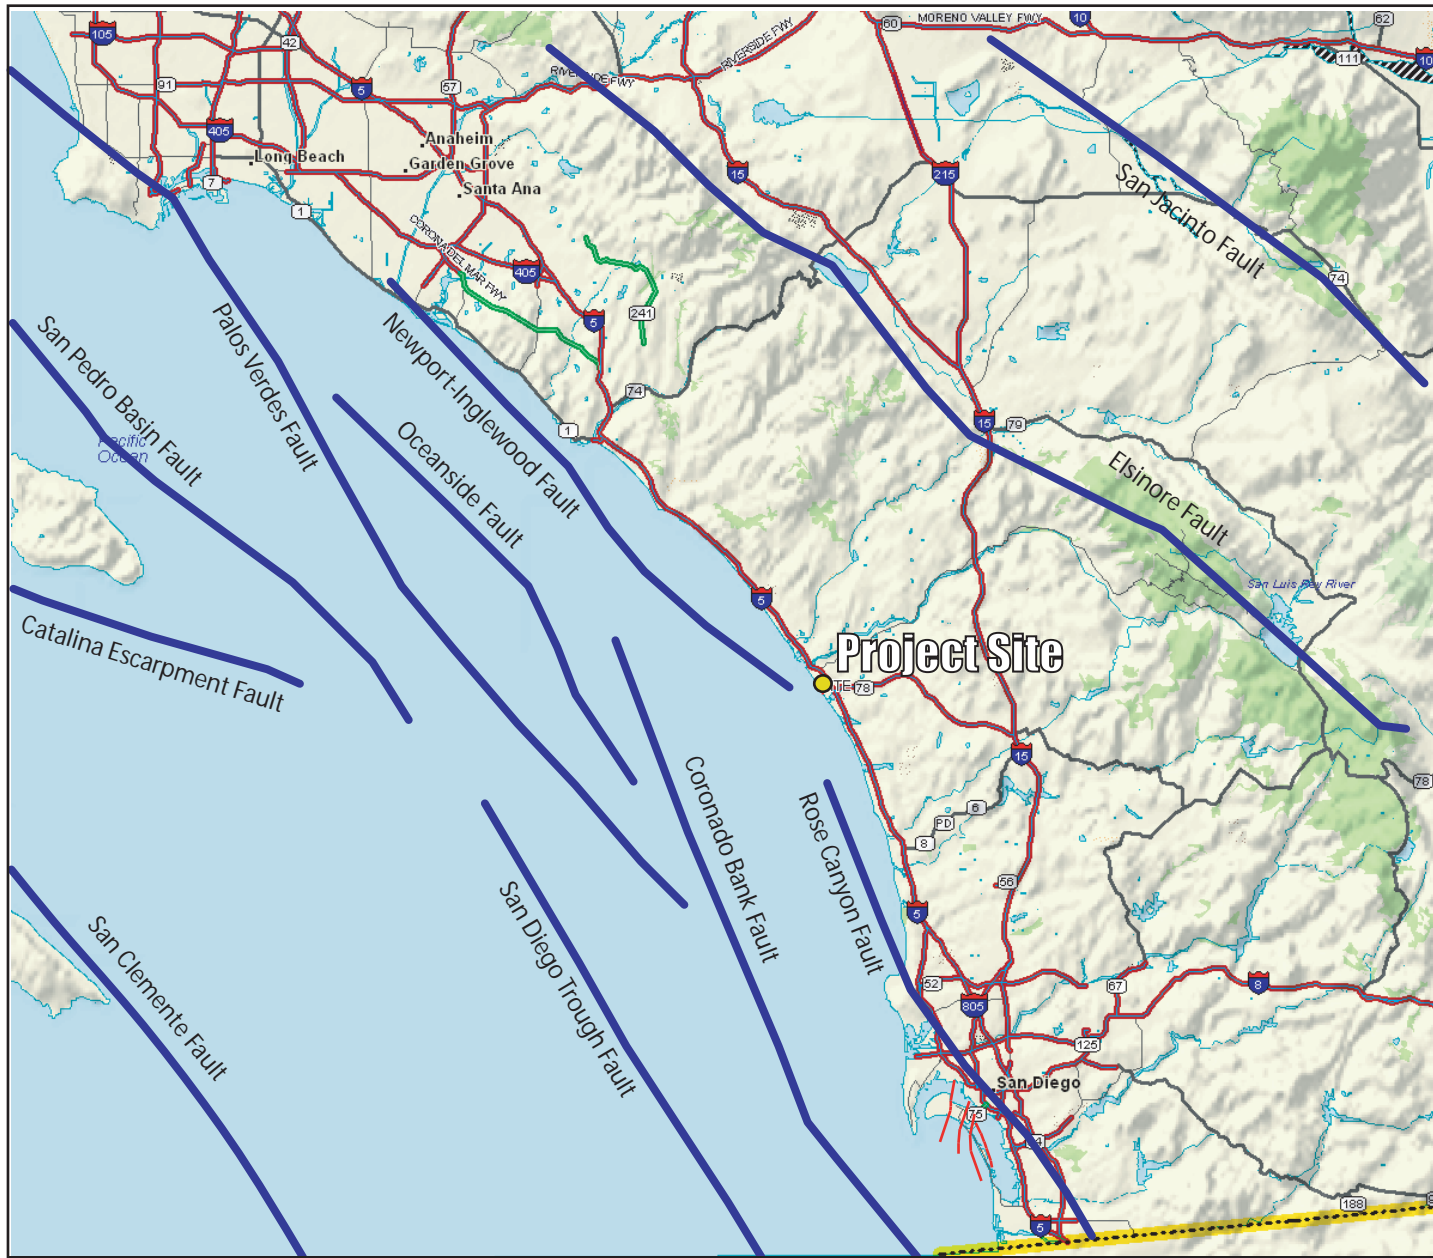 MORENO VALLEY FWY
60
10
62
105
42
RIVERSIDE FWY
111
10
91
5
57
RIVERSIDE FWY
405
Anaheim
Long Beach
Garden Grove
15
215
7
Santa Ana
San Jacinto Fault
1
CORONA DEL MAR FWY
405
74
241
5
San Pedro Basin Fault
Palos Verdes Fault
Newport-Inglewood Fault
74
Pacific
Ocean
Oceanside Fault
1
15
79
Elsinore Fault
San Luis Rey River
5
Catalina Escarpment Fault
Project Site
TE
78
15
78
Coronado Bank Fault
Rose Canyon Fault
6
PD
8
56
San Diego Trough Fault
5
San Clemente Fault
52
67
8
805
125
San Diego
75
188
5